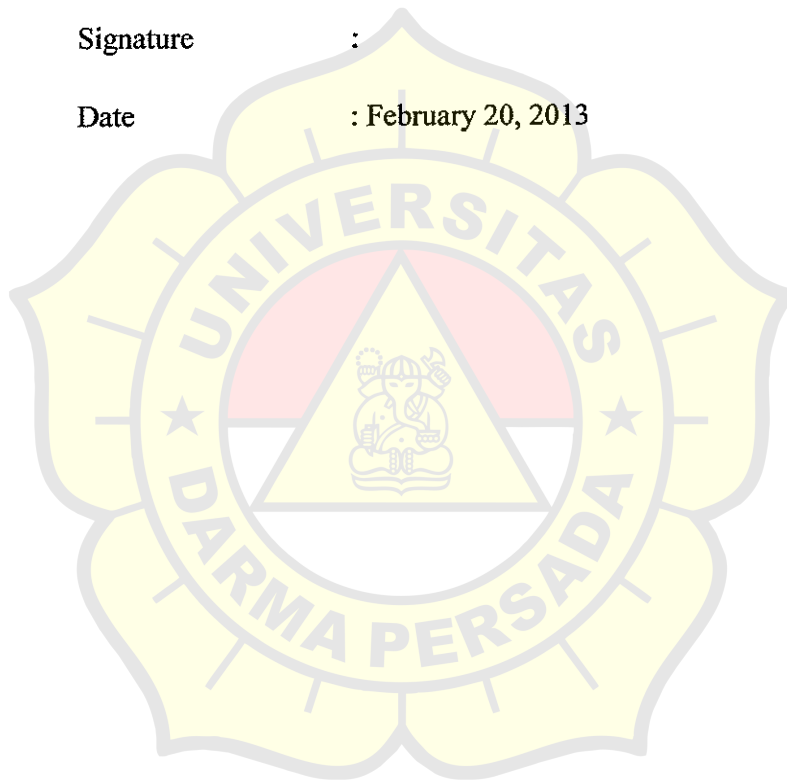 Signature :
Date : February 20, 2013
UNIVERSITAS
DARMA PERSADA